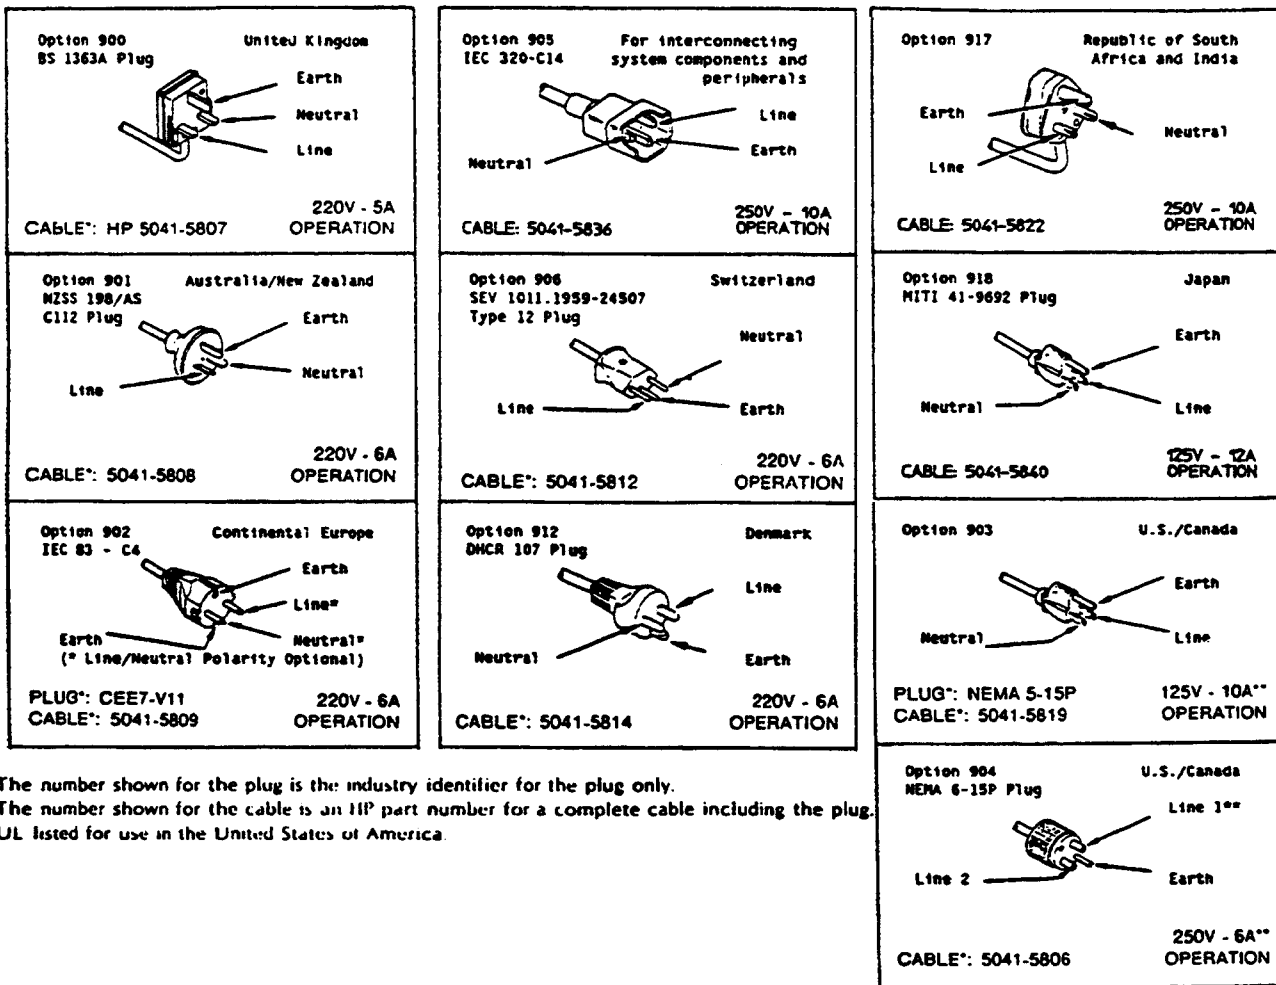 Option 900 United Kingdom
BS 1363A Plug
Earth
Neutral
Line
220V - 5A
CABLE*: HP 5041-5807 OPERATION
Option 901 Australia/New Zealand
NZSS 198/AS
C112 Plug
Earth
Neutral
Line
220V - 6A
CABLE*: 5041-5808 OPERATION
Option 902 Continental Europe
IEC 83 - C4
Earth
Line*
Earth Neutral*
(* Line/Neutral Polarity Optional)
PLUG*: CEE7-V11 220V - 6A
CABLE*: 5041-5809 OPERATION
Option 905 For interconnecting
IEC 320-C14 system components and
peripherals
Line
Earth
Neutral
250V - 10A
CABLE: 5041-5836 OPERATION
Option 906 Switzerland
SEV 1011.1959-24507
Type 12 Plug
Neutral
Line Earth
220V - 6A
CABLE*: 5041-5812 OPERATION
Option 912 Denmark
DHCR 107 Plug
Line
Neutral Earth
220V - 6A
CABLE*: 5041-5814 OPERATION
Option 917 Republic of South
Africa and India
Earth
Neutral
Line
250V - 10A
CABLE: 5041-5822 OPERATION
Option 918 Japan
MITI 41-9692 Plug
Earth
Neutral Line
125V - 12A
CABLE: 5041-5840 OPERATION
Option 903 U.S./Canada
Earth
Neutral Line
PLUG*: NEMA 5-15P 125V - 10A**
CABLE*: 5041-5819 OPERATION
Option 904 U.S./Canada
NEMA 6-15P Plug
Line 1**
Line 2 Earth
250V - 6A**
CABLE*: 5041-5806 OPERATION
The number shown for the plug is the industry identifier for the plug only.
The number shown for the cable is an HP part number for a complete cable including the plug.
UL listed for use in the United States of America.